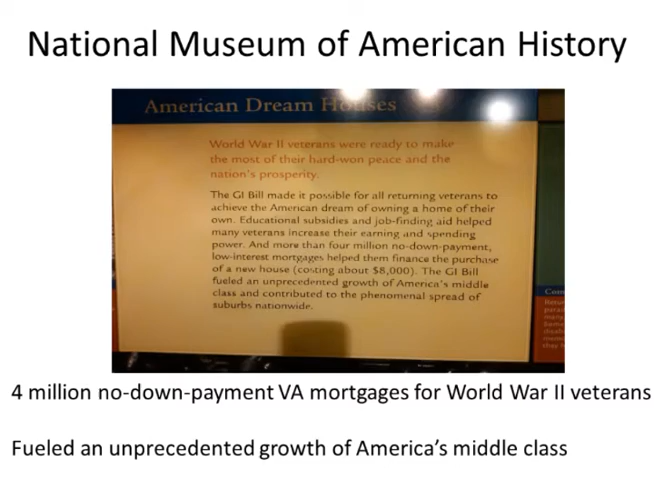 National Museum of American History
American Dream Houses
World War II veterans were ready to make
the most of their hard-won peace and the
nation's prosperity.
The GI Bill made it possible for all returning veterans to
achieve the American dream of owning a home of their
own. Educational subsidies and job-finding aid helped
many veterans increase their earning and spending
power. And more than four million no-down-payment,
low-interest mortgages helped them finance the purchase
of a new house (costing about $8,000). The GI Bill
fueled an unprecedented growth of America's middle
class and contributed to the phenomenal spread of
suburbs nationwide.
4 million no-down-payment VA mortgages for World War II veterans
Fueled an unprecedented growth of America's middle class